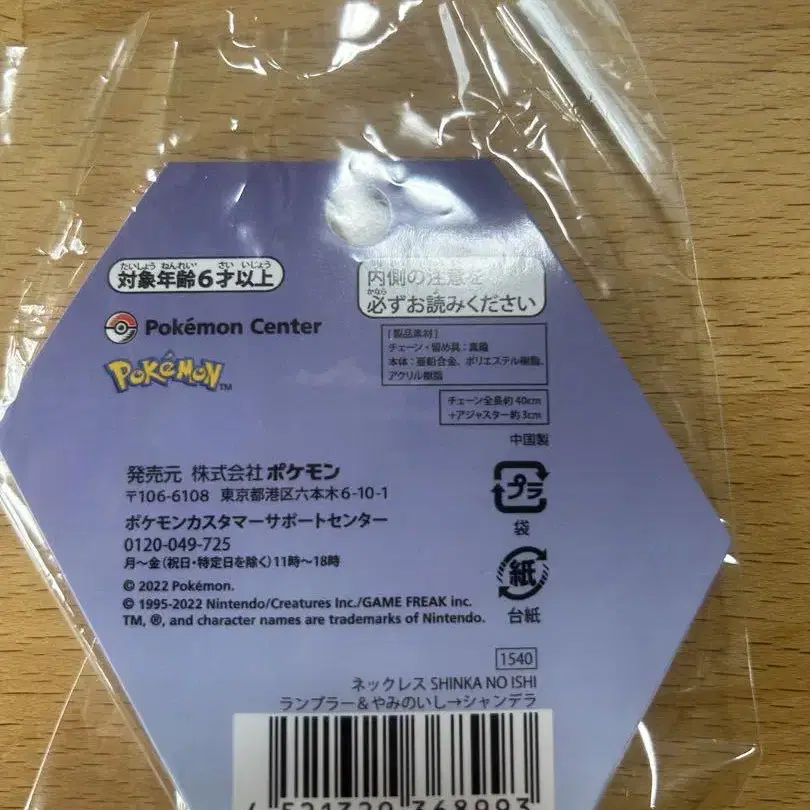 たいしょう ねんれい さい いじょう
対象年齢6才以上
内側の注意を
かなら よ
必ずお読みください
Pokémon Center
POKéMON™
[製品素材]
チェーン・留め具:真鍮
本体:亜鉛合金、ポリエステル樹脂、
アクリル樹脂
チェーン全長約40cm
+アジャスター約3cm
中国製
発売元 株式会社ポケモン
〒106-6108 東京都港区六本木6-10-1
ポケモンカスタマーサポートセンター
0120-049-725
月~金(祝日・特定日を除く)11時~18時
プラ
袋
紙
台紙
© 2022 Pokémon.
© 1995-2022 Nintendo/Creatures Inc./GAME FREAK inc.
TM, ®, and character names are trademarks of Nintendo.
1540
ネックレス SHINKA NO ISHI
ランプラー&やみのいし→シャンデラ
4 521329 368993